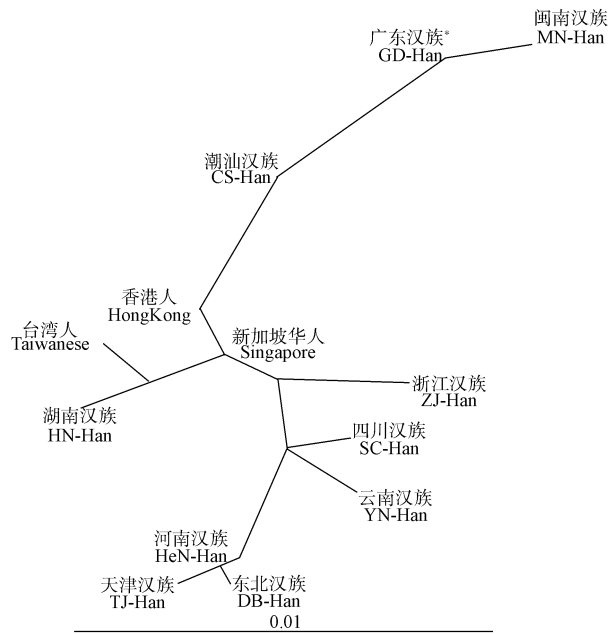 闽南汉族
MN-Han
广东汉族*
GD-Han
潮汕汉族
CS-Han
香港人
HongKong
台湾人
Taiwanese
新加坡华人
Singapore
浙江汉族
ZJ-Han
湖南汉族
HN-Han
四川汉族
SC-Han
云南汉族
YN-Han
河南汉族
HeN-Han
天津汉族
TJ-Han
东北汉族
DB-Han
0.01